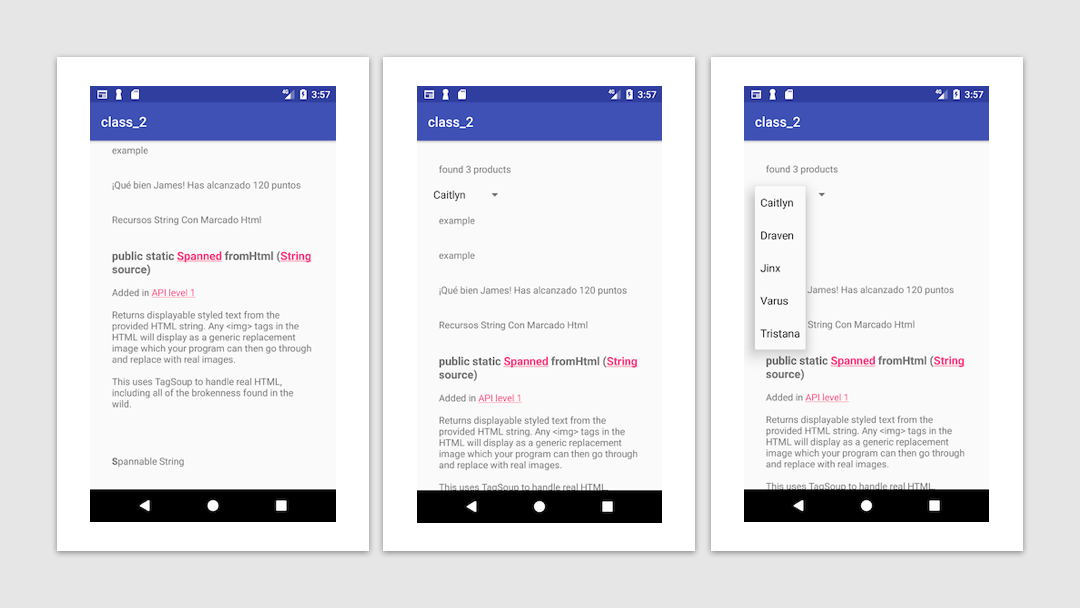 4G 3:57
class_2
example
¡Qué bien James! Has alcanzado 120 puntos
Recursos String Con Marcado Html
public static Spanned fromHtml (String
source)
Added in API level 1
Returns displayable styled text from the
provided HTML string. Any <img> tags in the
HTML will display as a generic replacement
image which your program can then go through
and replace with real images.
This uses TagSoup to handle real HTML,
including all of the brokenness found in the
wild.
Spannable String
4G 3:57
class_2
found 3 products
Caitlyn
example
example
¡Qué bien James! Has alcanzado 120 puntos
Recursos String Con Marcado Html
public static Spanned fromHtml (String
source)
Added in API level 1
Returns displayable styled text from the
provided HTML string. Any <img> tags in the
HTML will display as a generic replacement
image which your program can then go through
and replace with real images.
This uses TagSoup to handle real HTML,
4G 3:57
class_2
found 3 products
Caitlyn
Draven
Jinx
Varus
Tristana
James! Has alcanzado 120 puntos
String Con Marcado Html
public static Spanned fromHtml (String
source)
Added in API level 1
Returns displayable styled text from the
provided HTML string. Any <img> tags in the
HTML will display as a generic replacement
image which your program can then go through
and replace with real images.
This uses TagSoup to handle real HTML,